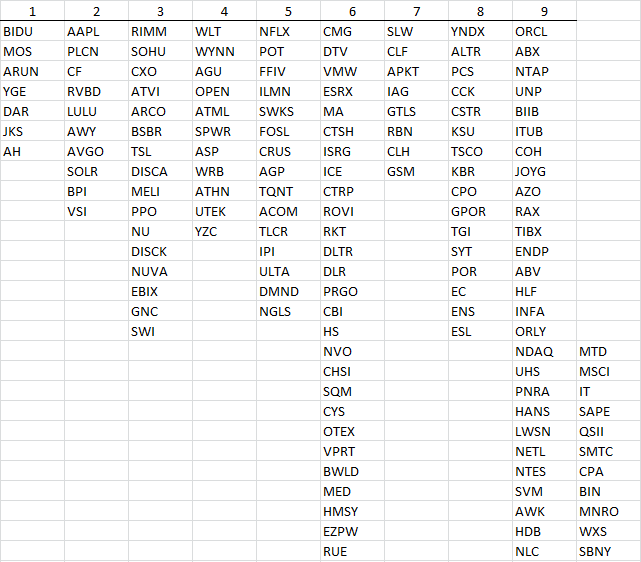 1 2 3 4 5 6 7 8 9
BIDU AAPL RIMM WLT NFLX CMG SLW YNDX ORCL
MOS PLCN SOHU WYNN POT DTV CLF ALTR ABX
ARUN CF CXO AGU FFIV VMW APKT PCS NTAP
YGE RVBD ATVI OPEN ILMN ESRX IAG CCK UNP
DAR LULU ARCO ATML SWKS MA GTLS CSTR BIIB
JKS AWY BSBR SPWR FOSL CTSH RBN KSU ITUB
AH AVGO TSL ASP CRUS ISRG CLH TSCO COH
SOLR DISCA WRB AGP ICE GSM KBR JOYG
BPI MELI ATHN TQNT CTRP CPO AZO
VSI PPO UTEK ACOM ROVI GPOR RAX
NU YZC TLCR RKT TGI TIBX
DISCK IPI DLTR SYT ENDP
NUVA ULTA DLR POR ABV
EBIX DMND PRGO EC HLF
GNC NGLS CBI ENS INFA
SWI HS ESL ORLY
NVO NDAQ MTD
CHSI UHS MSCI
SQM PNRA IT
CYS HANS SAPE
OTEX LWSN QSII
VPRT NETL SMTC
BWLD NTES CPA
MED SVM BIN
HMSY AWK MNRO
EZPW HDB WXS
RUE NLC SBNY